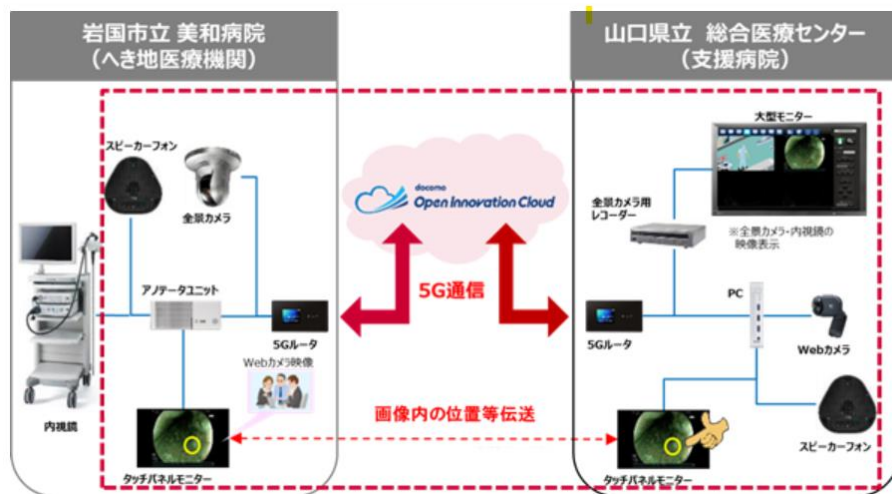 岩国市立 美和病院
(へき地医療機関)
山口県立 総合医療センター
(支援病院)
スピーカーフォン
全景カメラ
アノテータユニット
5Gルータ
Webカメラ映像
内視鏡
タッチパネルモニター
docomo
Open Innovation Cloud
5G通信
画像内の位置等伝送
大型モニター
全景カメラ用
レコーダー
※全景カメラ・内視鏡の
映像表示
PC
5Gルータ
Webカメラ
スピーカーフォン
タッチパネルモニター